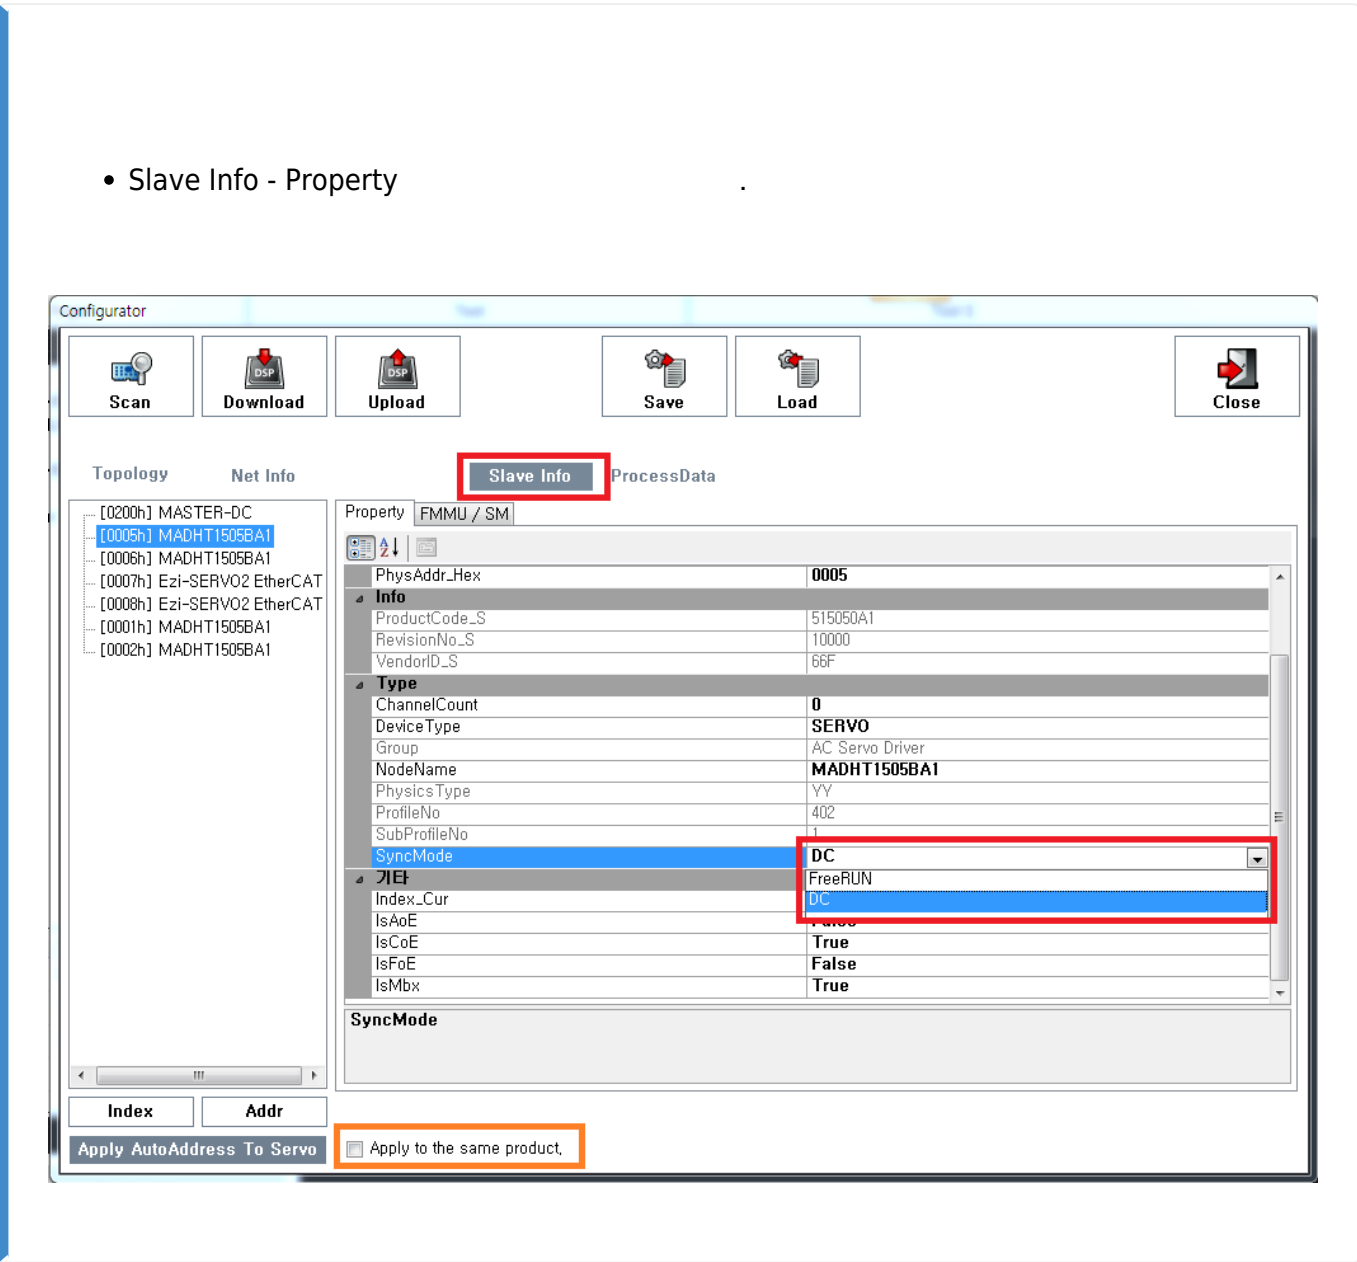 • Slave Info - Property .
Configurator
Scan Download Upload Save Load Close
DSP DSP
Topology Net Info Slave Info ProcessData
[0200h] MASTER-DC
[0005h] MADHT1505BA1
[0006h] MADHT1505BA1
[0007h] Ezi-SERVO2 EtherCAT
[0008h] Ezi-SERVO2 EtherCAT
[0001h] MADHT1505BA1
[0002h] MADHT1505BA1
Property FMMU / SM
PhysAddr_Hex 0005
Info
ProductCode_S 515050A1
RevisionNo_S 10000
VendorID_S 66F
Type
ChannelCount 0
DeviceType SERVO
Group AC Servo Driver
NodeName MADHT1505BA1
PhysicsType YY
ProfileNo 402
SubProfileNo 1
SyncMode DC
FreeRUN
DC
기타
Index_Cur
IsAoE False
IsCoE True
IsFoE False
IsMbx True
SyncMode
Index Addr
Apply AutoAddress To Servo
Apply to the same product,